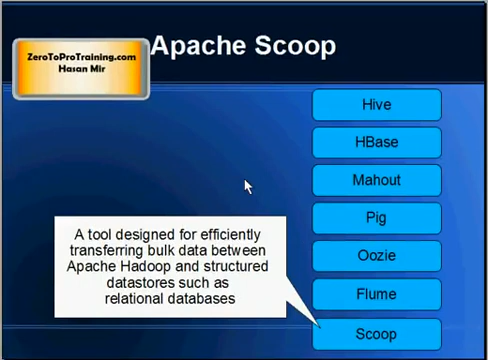 ZeroToProTraining.com
Hasan Mir
Apache Scoop
Hive
HBase
Mahout
Pig
Oozie
Flume
Scoop
A tool designed for efficiently
transferring bulk data between
Apache Hadoop and structured
datastores such as
relational databases